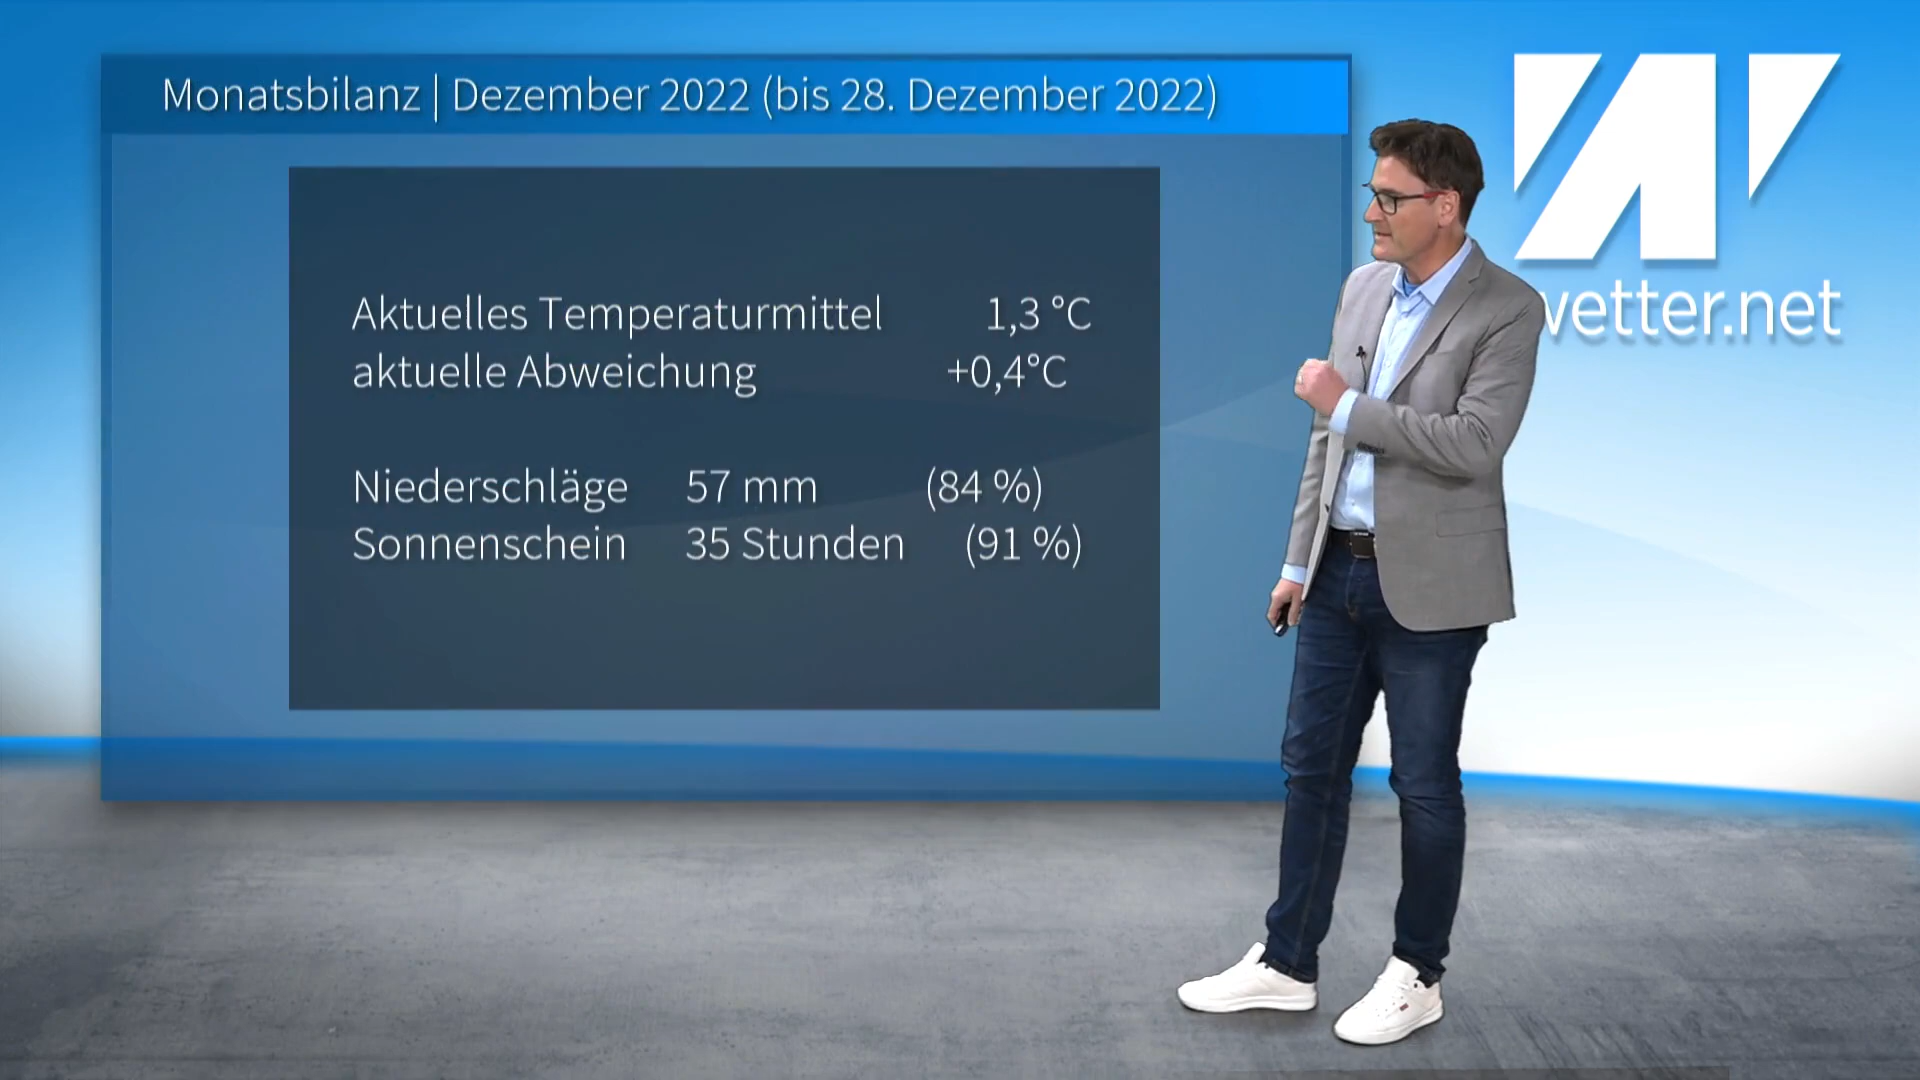 Monatsbilanz | Dezember 2022 (bis 28. Dezember 2022)
Aktuelles Temperaturmittel 1,3 °C
aktuelle Abweichung +0,4°C
Niederschläge 57 mm (84 %)
Sonnenschein 35 Stunden (91 %)
wetter.net